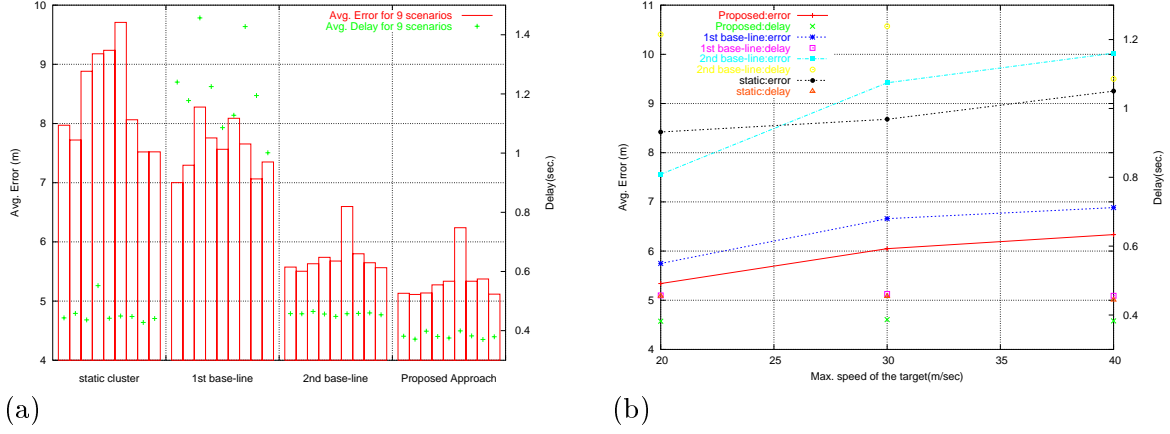 Avg. Error for 9 scenarios
Avg. Delay for 9 scenarios
10
9
8
7
6
5
4
Avg. Error (m)
1.4
1.2
1
0.8
0.6
0.4
Delay(sec.)
static cluster
1st base-line
2nd base-line
Proposed Approach
(a)
Proposed:error
Proposed:delay
1st base-line:error
1st base-line:delay
2nd base-line:error
2nd base-line:delay
static:error
static:delay
11
10
9
8
7
6
5
4
Avg. Error (m)
1.2
1
0.8
0.6
0.4
Delay(sec.)
20
25
30
35
40
Max. speed of the target(m/sec)
(b)